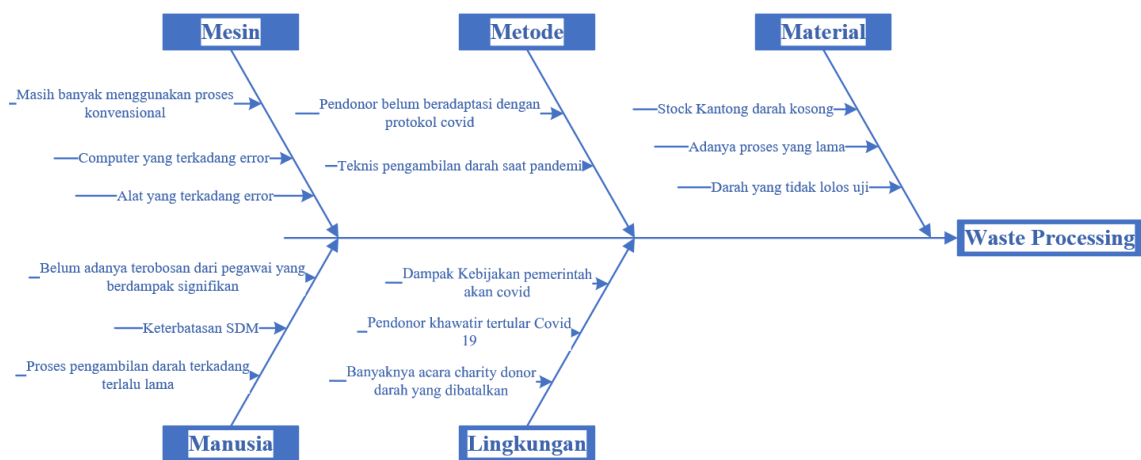 Mesin
Metode
Material
Masih banyak menggunakan proses
konvensional
Computer yang terkadang error
Alat yang terkadang error
Pendonor belum beradaptasi dengan
protokol covid
Teknis pengambilan darah saat pandemi
Stock Kantong darah kosong
Adanya proses yang lama
Darah yang tidak lolos uji
Waste Processing
Belum adanya terobosan dari pegawai yang
berdampak signifikan
Keterbatasan SDM
Proses pengambilan darah terkadang
terlalu lama
Dampak Kebijakan pemerintah
akan covid
Pendonor khawatir tertular Covid
19
Banyaknya acara charity donor
darah yang dibatalkan
Manusia
Lingkungan